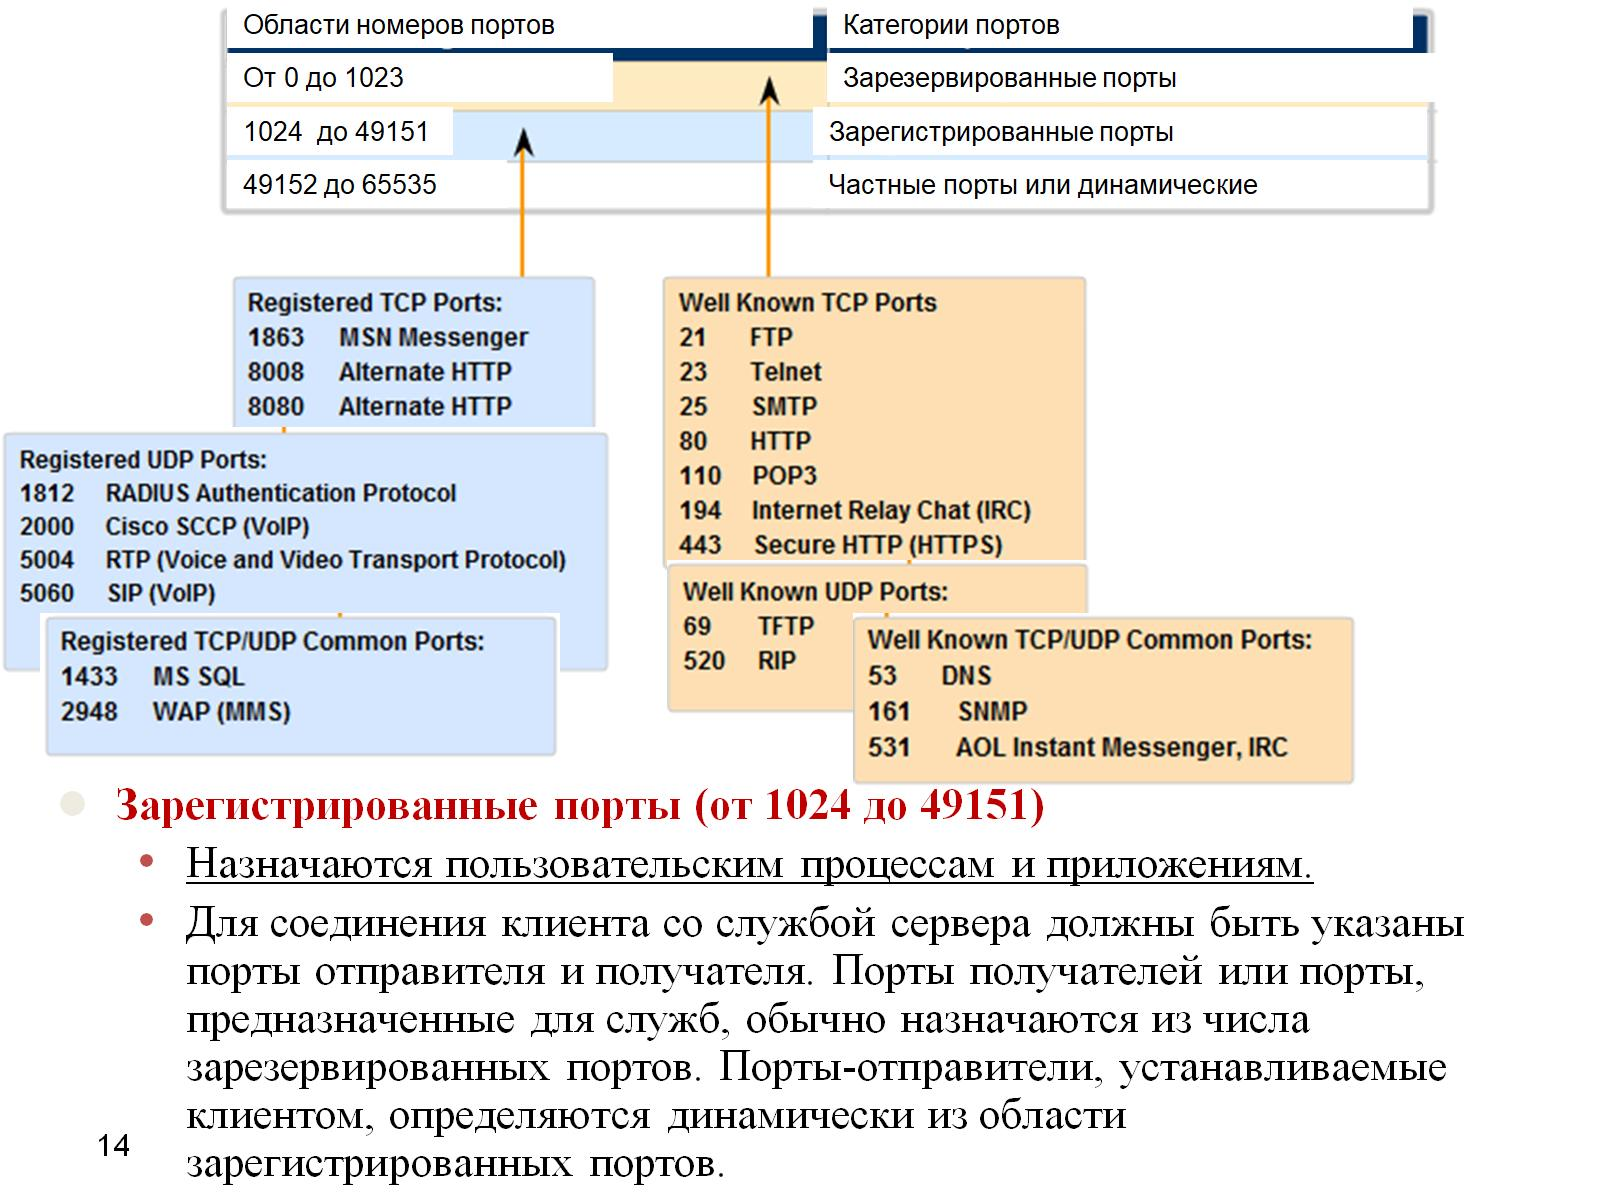 Области номеров портов Категории портов
От 0 до 1023 Зарезервированные порты
1024 до 49151 Зарегистрированные порты
49152 до 65535 Частные порты или динамические
Registered TCP Ports:
1863 MSN Messenger
8008 Alternate HTTP
8080 Alternate HTTP
Registered UDP Ports:
1812 RADIUS Authentication Protocol
2000 Cisco SCCP (VoIP)
5004 RTP (Voice and Video Transport Protocol)
5060 SIP (VoIP)
Registered TCP/UDP Common Ports:
1433 MS SQL
2948 WAP (MMS)
Well Known TCP Ports
21 FTP
23 Telnet
25 SMTP
80 HTTP
110 POP3
194 Internet Relay Chat (IRC)
443 Secure HTTP (HTTPS)
Well Known UDP Ports:
69 TFTP
520 RIP
Well Known TCP/UDP Common Ports:
53 DNS
161 SNMP
531 AOL Instant Messenger, IRC
Зарегистрированные порты (от 1024 до 49151)
Назначаются пользовательским процессам и приложениям.
Для соединения клиента со службой сервера должны быть указаны
порты отправителя и получателя. Порты получателей или порты,
предназначенные для служб, обычно назначаются из числа
зарезервированных портов. Порты-отправители, устанавливаемые
клиентом, определяются динамически из области
зарегистрированных портов.
14